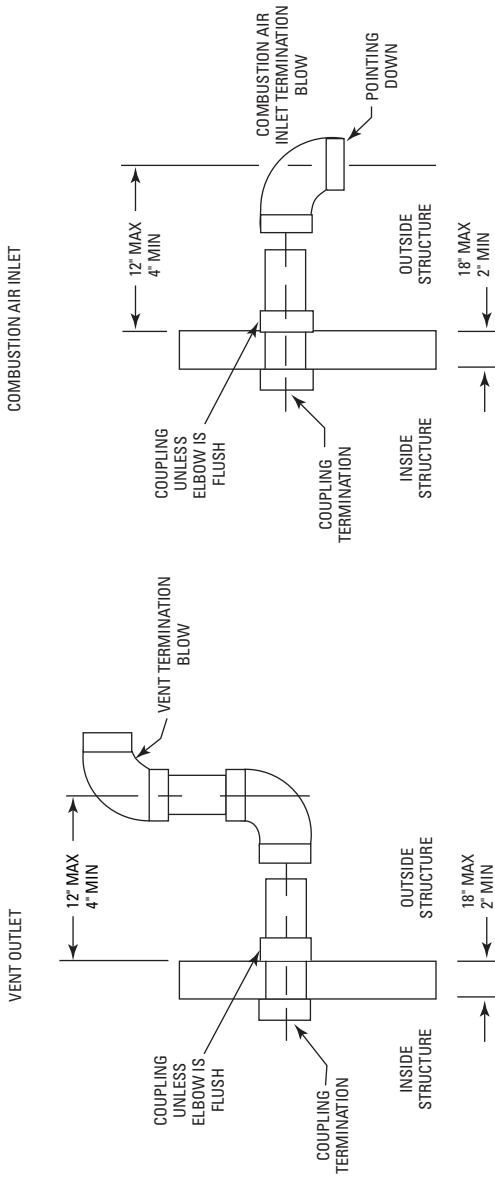 VENT OUTLET
12" MAX
4" MIN
VENT TERMINATION
BLOW
COUPLING
UNLESS
ELBOW IS
FLUSH
COUPLING
TERMINATION
INSIDE
STRUCTURE
OUTSIDE
STRUCTURE
18" MAX
2" MIN
COMBUSTION AIR INLET
12" MAX
4" MIN
COMBUSTION AIR
INLET TERMINATION
BLOW
COUPLING
UNLESS
ELBOW IS
FLUSH
POINTING
DOWN
COUPLING
TERMINATION
INSIDE
STRUCTURE
OUTSIDE
STRUCTURE
18" MAX
2" MIN